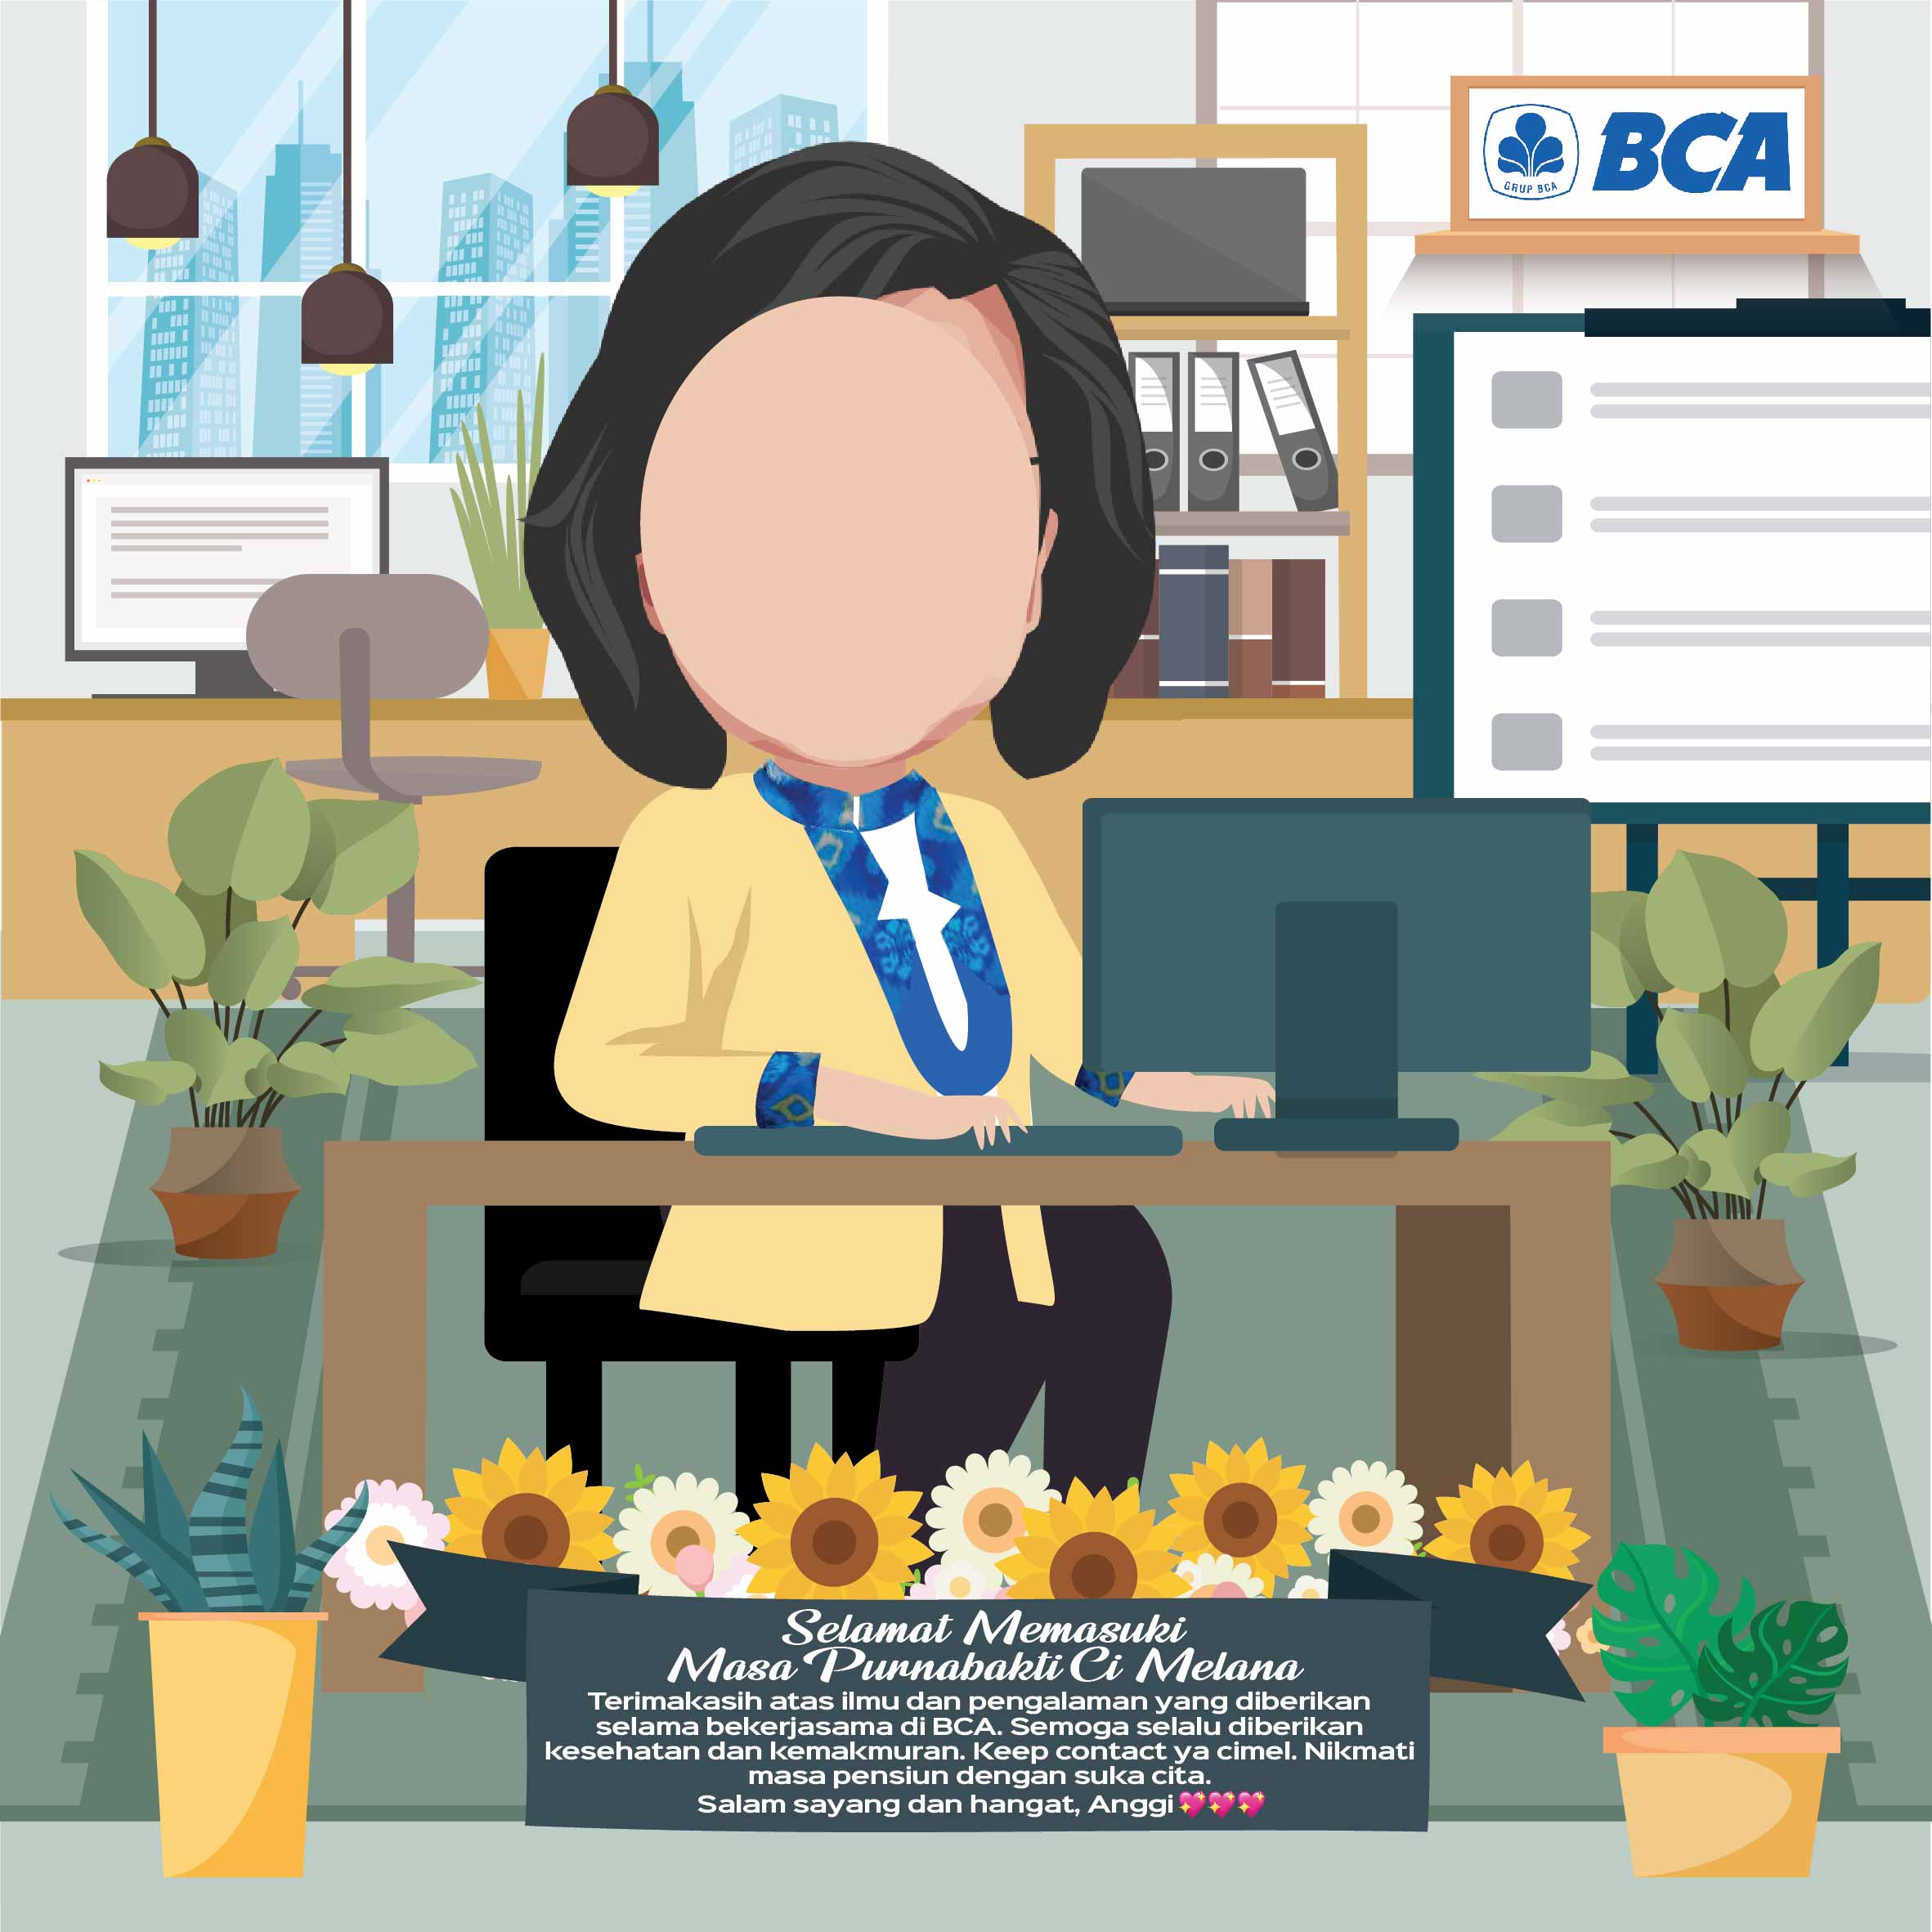 GRUP BCA
BCA
Selamat Memasuki
Masa Purnabakti Ci Melana
Terimakasih atas ilmu dan pengalaman yang diberikan
selama bekerjasama di BCA. Semoga selalu diberikan
kesehatan dan kemakmuran. Keep contact ya cimel. Nikmati
masa pensiun dengan suka cita.
Salam sayang dan hangat, Anggi 💖💖💖